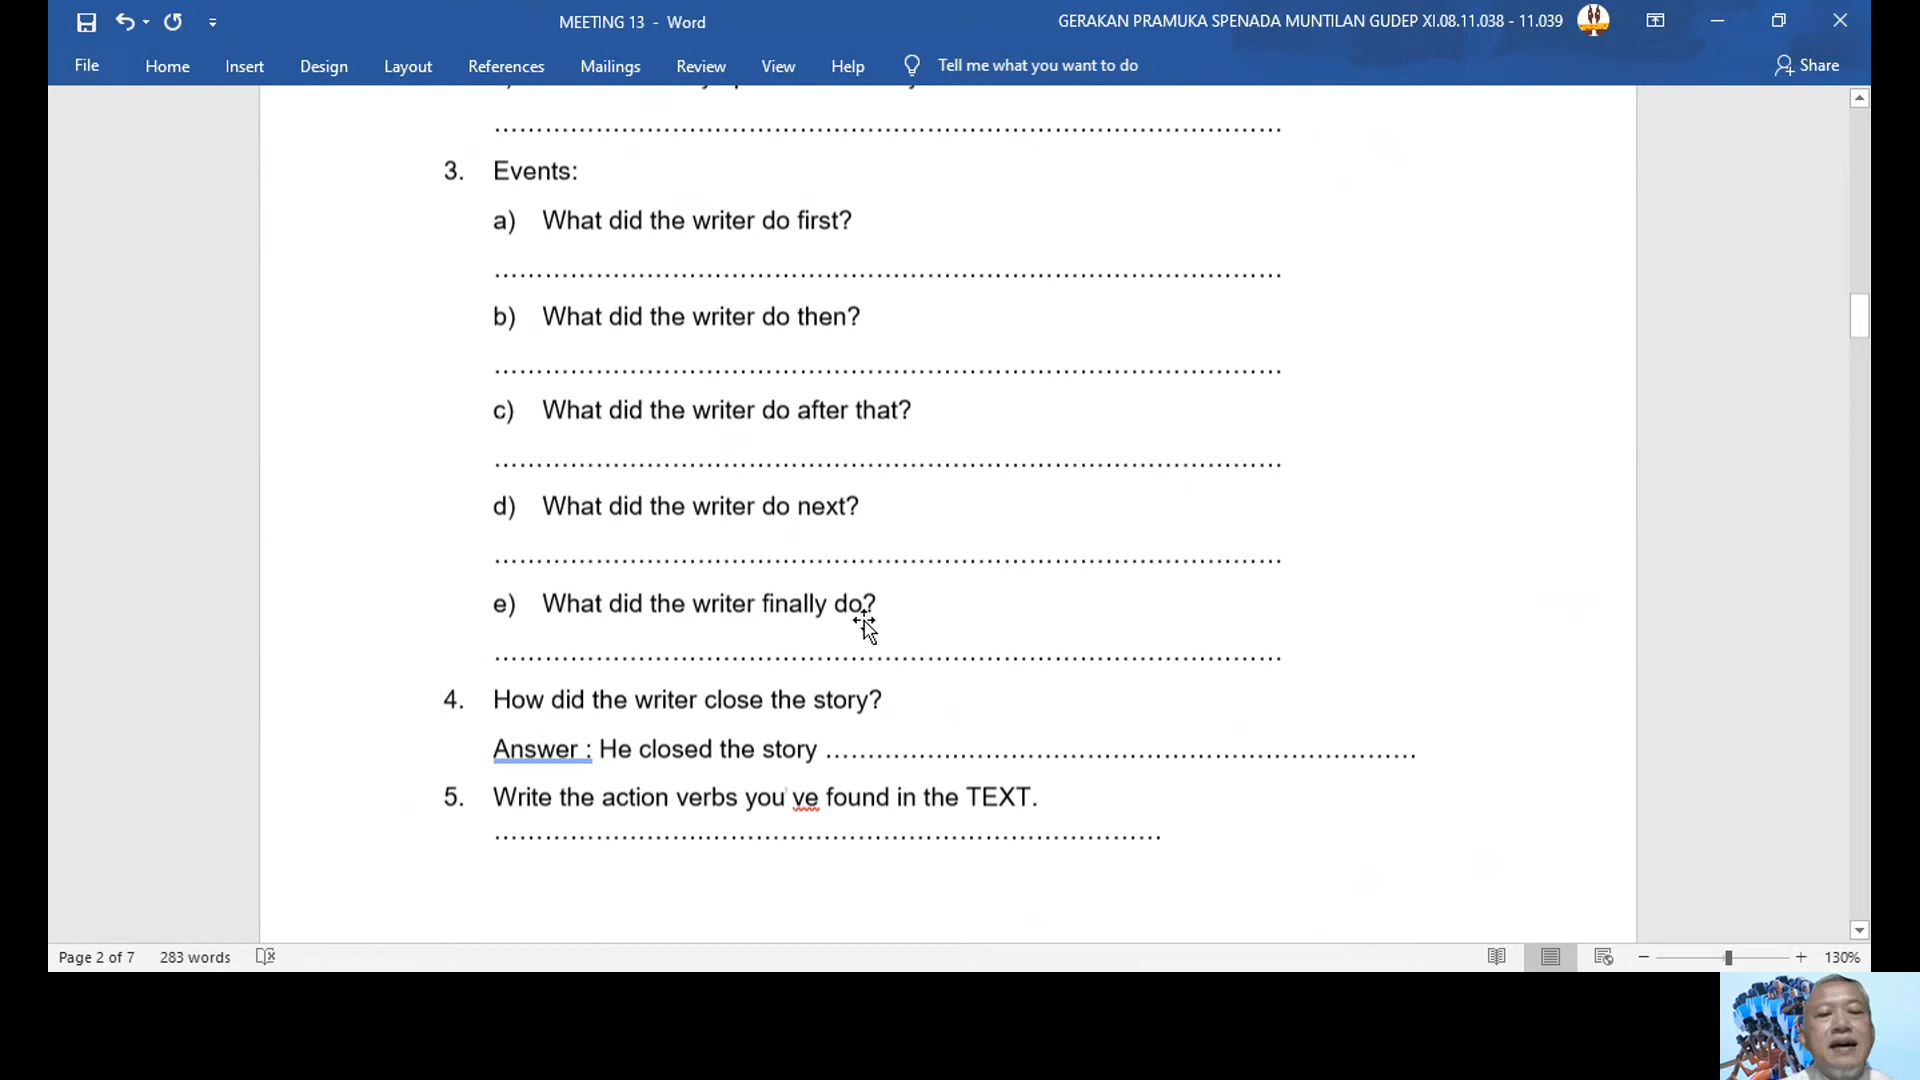 MEETING 13 - Word
GERAKAN PRAMUKA SPENADA MUNTILAN GUDEP XI.08.11.038 - 11.039
File Home Insert Design Layout References Mailings Review View Help Tell me what you want to do Share
……………………………………………………………………………
3. Events:
a) What did the writer do first?
……………………………………………………………………………
b) What did the writer do then?
……………………………………………………………………………
c) What did the writer do after that?
……………………………………………………………………………
d) What did the writer do next?
……………………………………………………………………………
e) What did the writer finally do?
……………………………………………………………………………
4. How did the writer close the story?
Answer : He closed the story …………………………………………………………
5. Write the action verbs you've found in the TEXT.
…………………………………………………………………
Page 2 of 7 283 words 130%